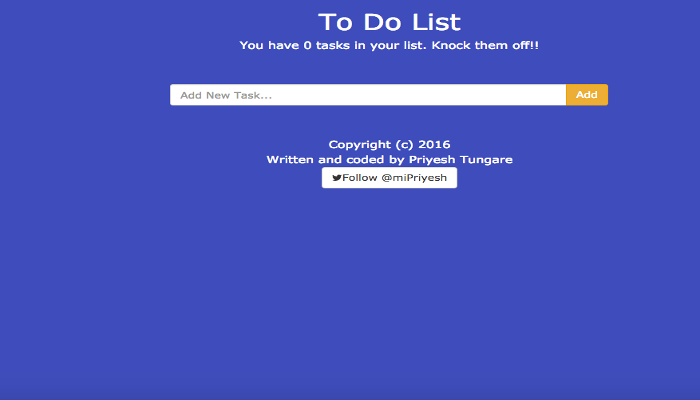 To Do List
You have 0 tasks in your list. Knock them off!!
Add New Task...
Add
Copyright (c) 2016
Written and coded by Priyesh Tungare
Follow @miPriyesh